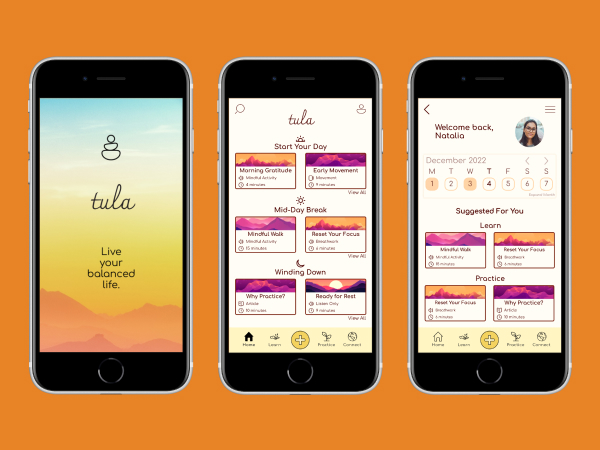 tula
Live
your
balanced
life.
tula
Start Your Day
Morning Gratitude
Mindful Activity
4 minutes
Early Movement
Movement
9 minutes
View All
Mid-Day Break
Mindful Walk
Mindful Activity
15 minutes
Reset Your Focus
Breathwork
6 minutes
View All
Winding Down
Why Practice?
Article
10 minutes
Ready for Rest
Listen Only
9 minutes
View All
Home
Learn
Practice
Connect
Welcome back,
Natalia
December 2022
M T W T F S S
1 2 3 4 5 6 7
Suggested For You
Learn
Mindful Walk
Mindful Activity
15 minutes
Reset Your Focus
Breathwork
6 minutes
Practice
Reset Your Focus
Breathwork
6 minutes
Why Practice?
Article
10 minutes
Home
Learn
Practice
Connect